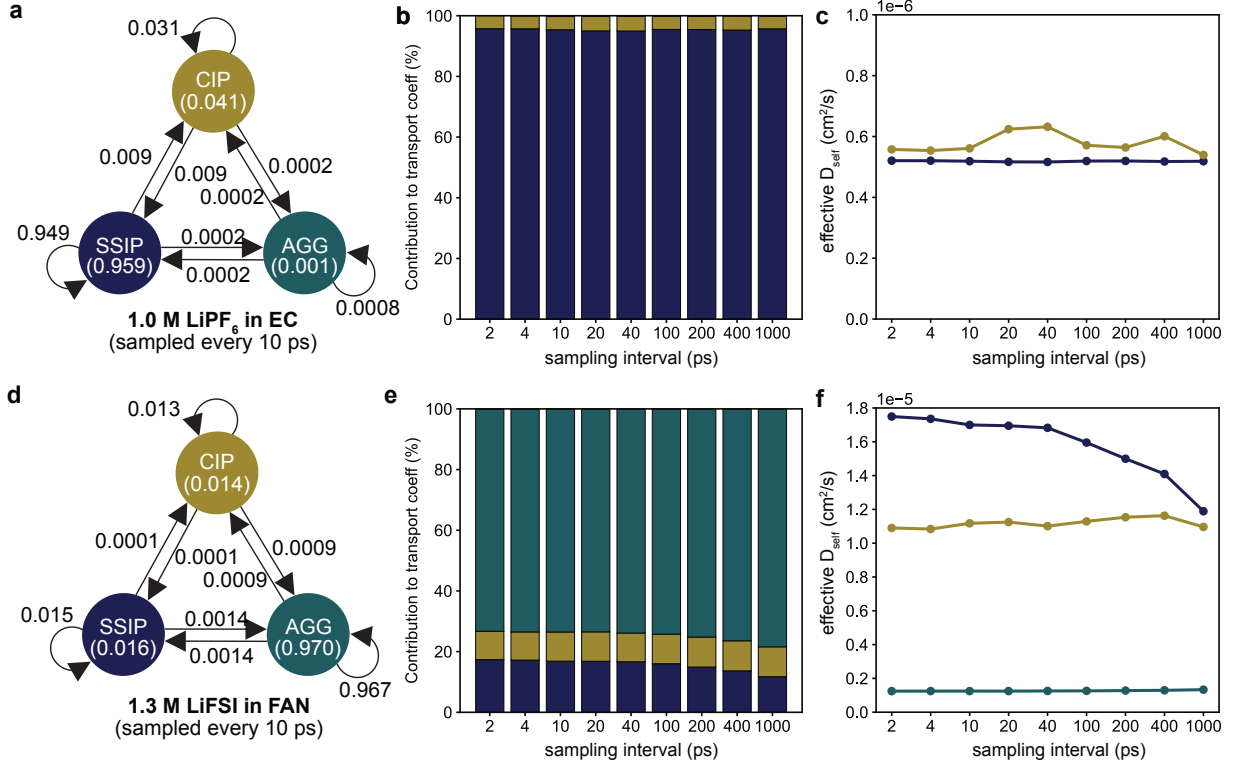 a
0.031
CIP
(0.041)
0.009
0.009
0.0002
0.0002
0.949
SSIP
(0.959)
0.0002
0.0002
AGG
(0.001)
0.0008
1.0 M LiPF6 in EC
(sampled every 10 ps)
b
Contribution to transport coeff (%)
100
80
60
40
20
0
2 4 10 20 40 100 200 400 1000
sampling interval (ps)
c
1e−6
effective Dself (cm²/s)
1.0
0.8
0.6
0.4
0.2
0.0
2 4 10 20 40 100 200 400 1000
sampling interval (ps)
d
0.013
CIP
(0.014)
0.0001
0.0001
0.0009
0.0009
0.015
SSIP
(0.016)
0.0014
0.0014
AGG
(0.970)
0.967
1.3 M LiFSI in FAN
(sampled every 10 ps)
e
Contribution to transport coeff (%)
100
80
60
40
20
0
2 4 10 20 40 100 200 400 1000
sampling interval (ps)
f
1e−5
effective Dself (cm²/s)
1.8
1.6
1.4
1.2
1.0
0.8
0.6
0.4
0.2
0.0
2 4 10 20 40 100 200 400 1000
sampling interval (ps)